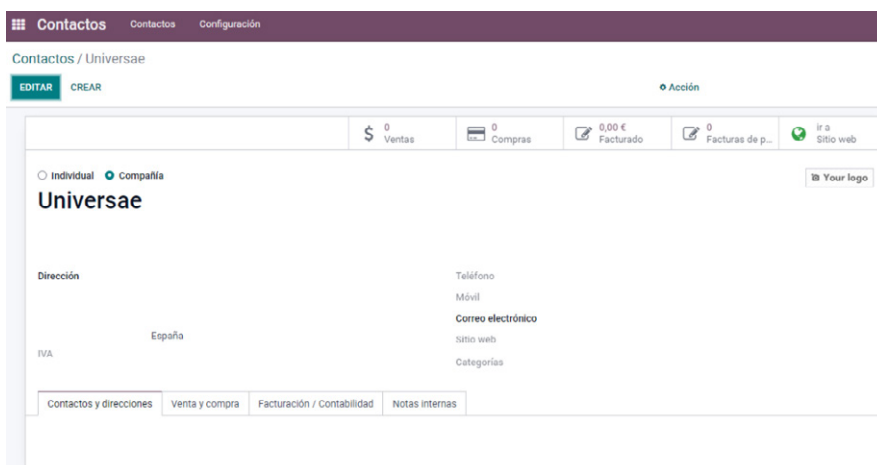 Contactos Contactos Configuración
Contactos / Universae
EDITAR CREAR Acción
0 0 0,00 € 0 ir a
Ventas Compras Facturado Facturas de p... Sitio web
Individual Compañía Your logo
Universae
Dirección Teléfono
Móvil
Correo electrónico
España Sitio web
IVA
Categorías
Contactos y direcciones Venta y compra Facturación / Contabilidad Notas internas